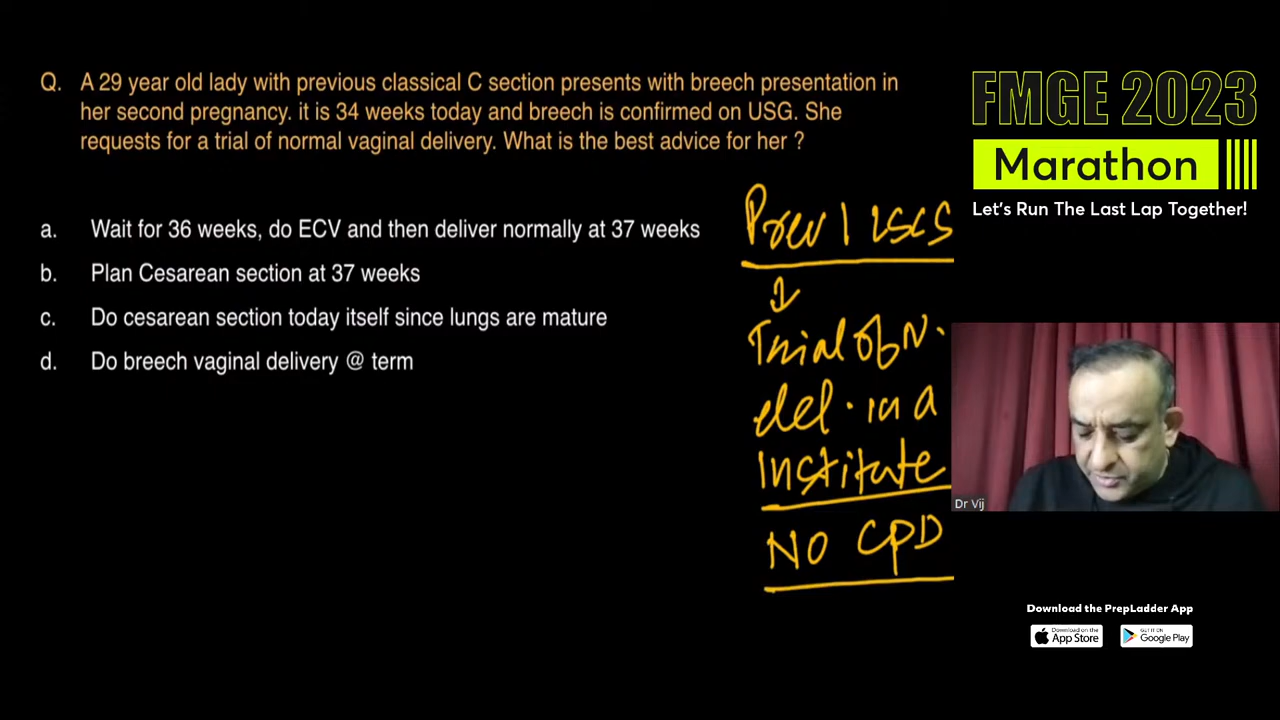 Q. A 29 year old lady with previous classical C section presents with breech presentation in
her second pregnancy. it is 34 weeks today and breech is confirmed on USG. She
requests for a trial of normal vaginal delivery. What is the best advice for her ?
a. Wait for 36 weeks, do ECV and then deliver normally at 37 weeks
b. Plan Cesarean section at 37 weeks
c. Do cesarean section today itself since lungs are mature
d. Do breech vaginal delivery @ term
Prev 1 LSCS
↓
Trial of N.
del. in a
Institute
NO CPD
FMGE 2023
Marathon
Let's Run The Last Lap Together!
Dr Vij
Download the PrepLadder App
Download on the
App Store
GET IT ON
Google Play